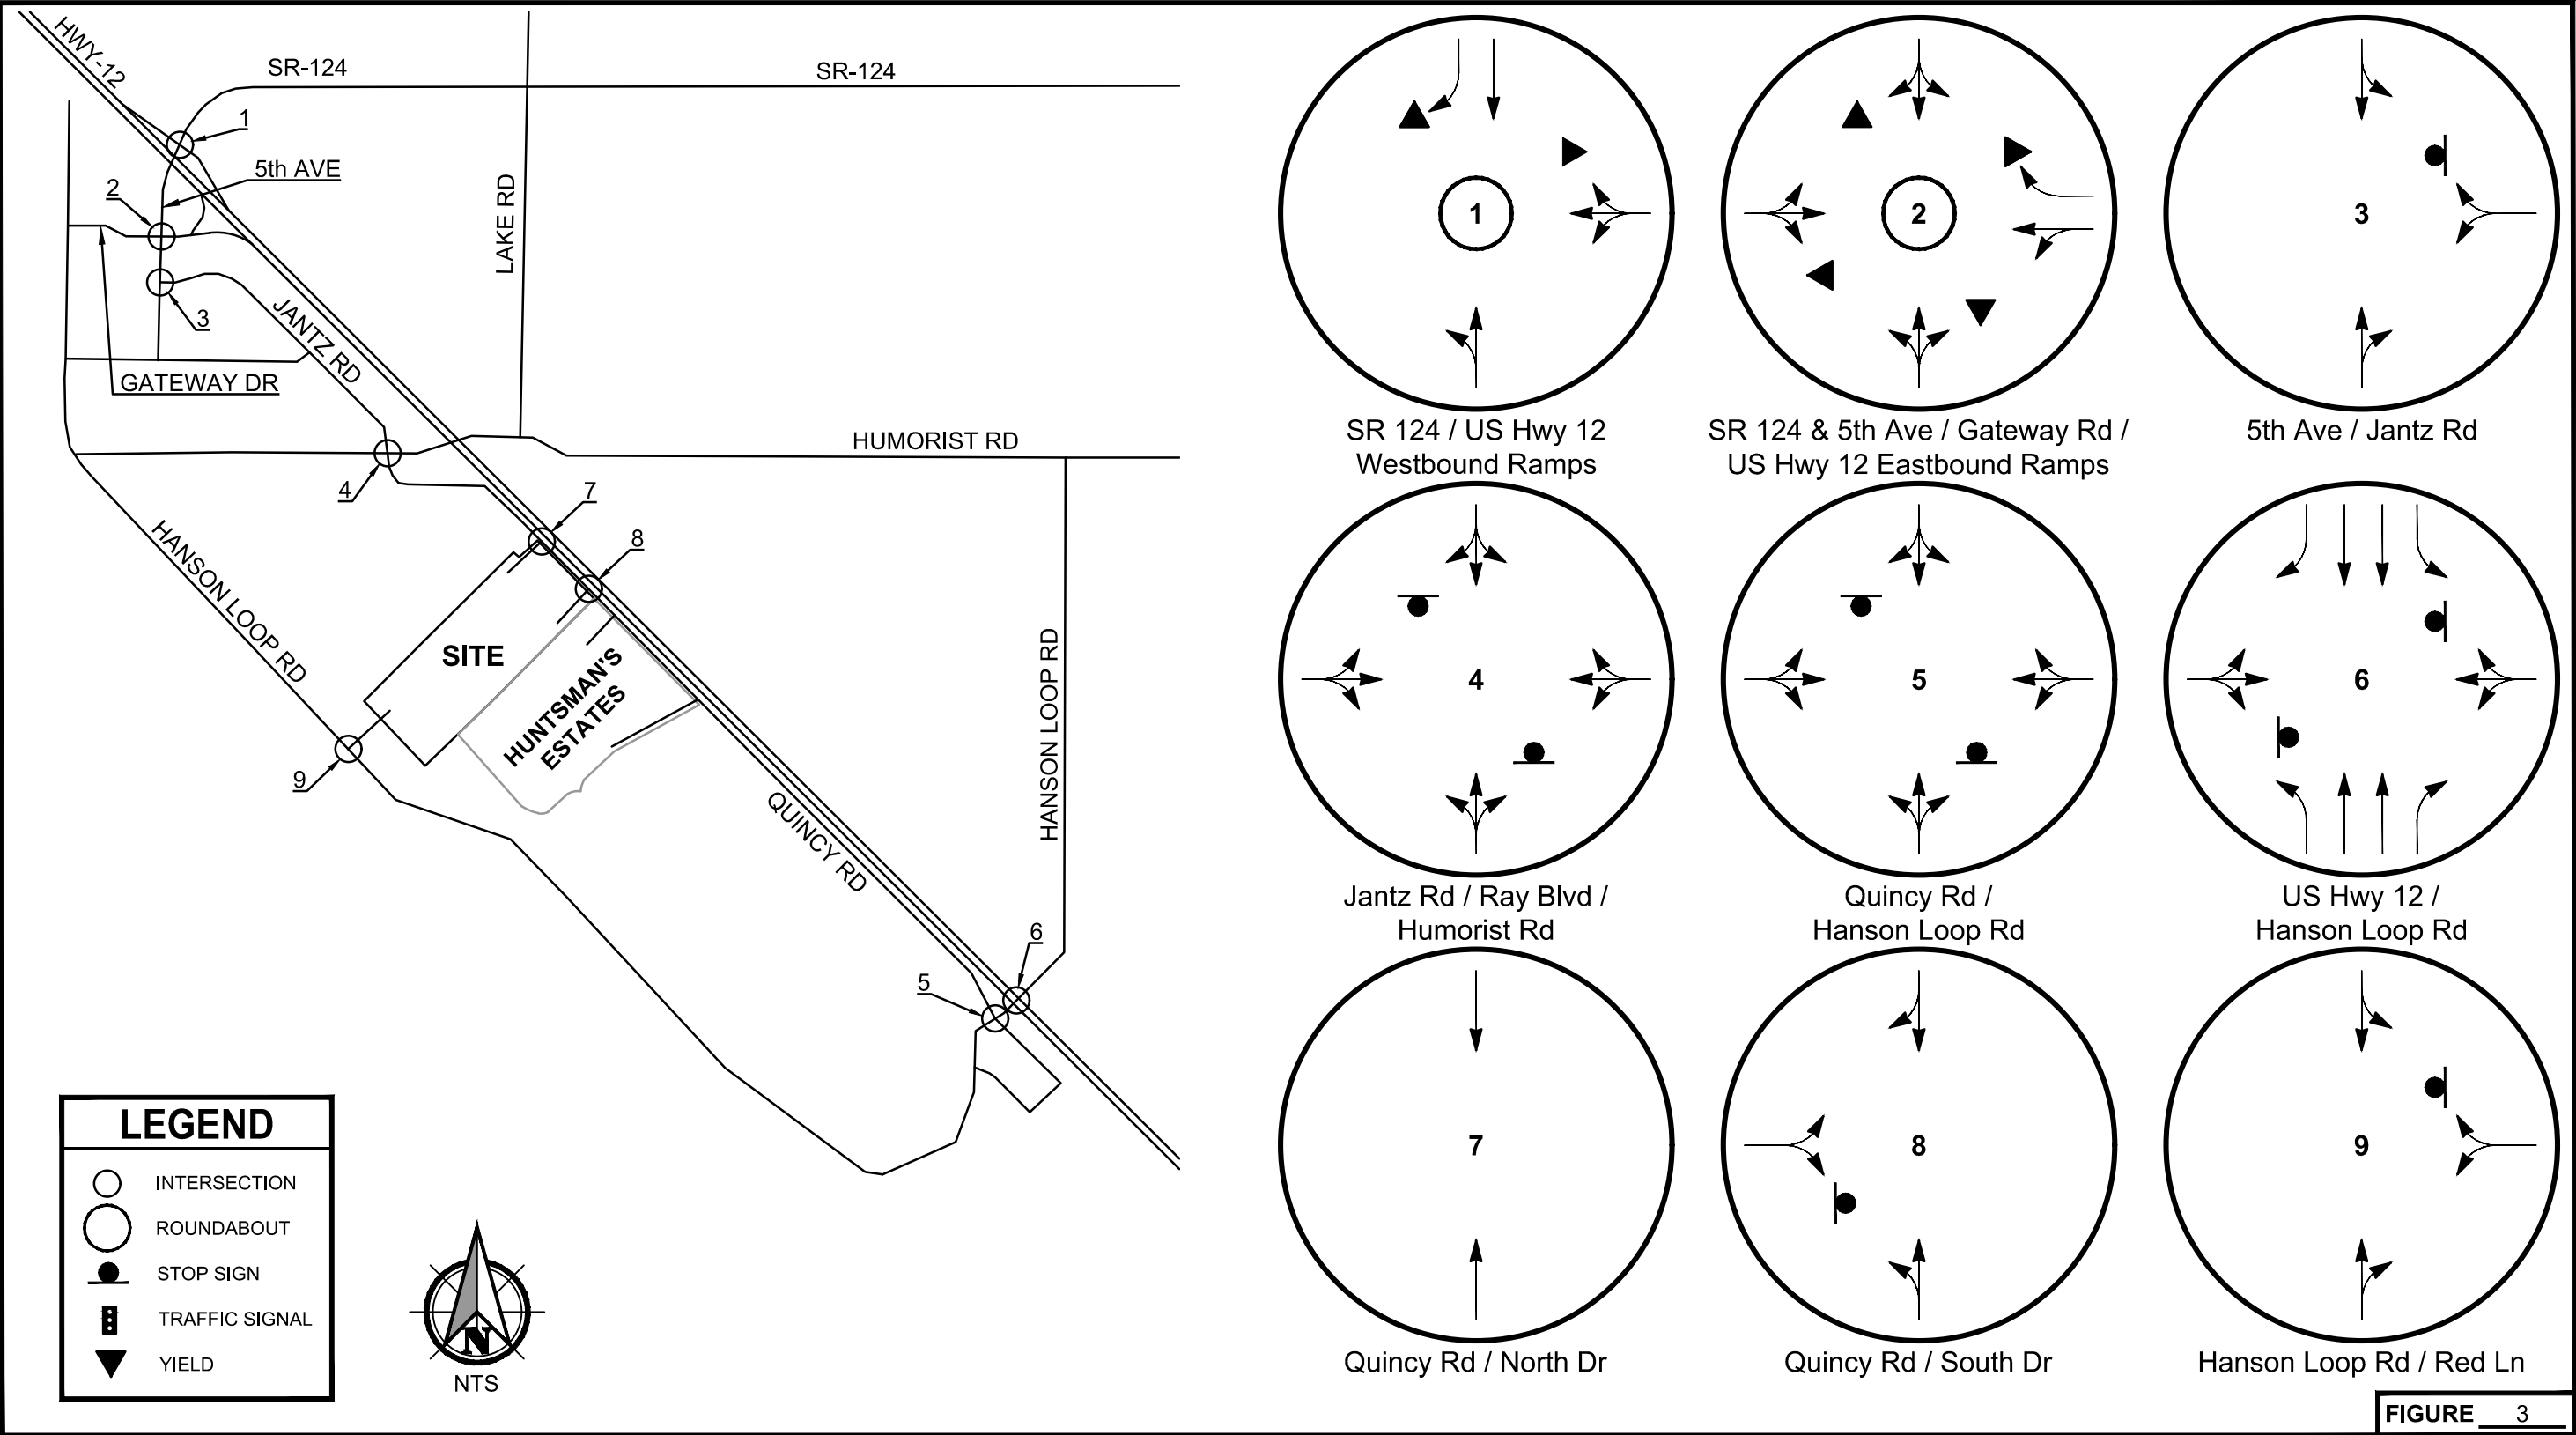 HWY-12
SR-124
SR-124
1
5th AVE
2
LAKE RD
3
JANTZ RD
GATEWAY DR
HUMORIST RD
4
7
8
HANSON LOOP RD
SITE
HUNTSMAN'S
ESTATES
HANSON LOOP RD
9
QUINCY RD
6
5
LEGEND
INTERSECTION
ROUNDABOUT
STOP SIGN
TRAFFIC SIGNAL
YIELD
N
NTS
1
SR 124 / US Hwy 12
Westbound Ramps
2
SR 124 & 5th Ave / Gateway Rd /
US Hwy 12 Eastbound Ramps
3
5th Ave / Jantz Rd
4
Jantz Rd / Ray Blvd /
Humorist Rd
5
Quincy Rd /
Hanson Loop Rd
6
US Hwy 12 /
Hanson Loop Rd
7
Quincy Rd / North Dr
8
Quincy Rd / South Dr
9
Hanson Loop Rd / Red Ln
FIGURE 3